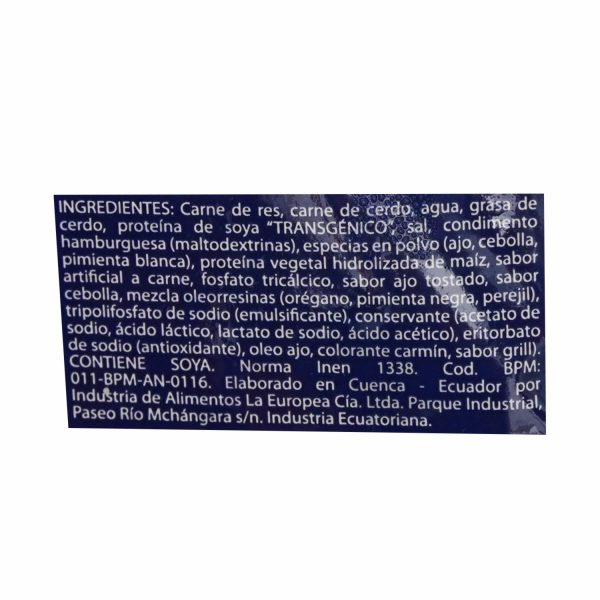 INGREDIENTES: Carne de res, carne de cerdo, agua, grasa de
cerdo, proteína de soya "TRANSGÉNICO", sal, condimento
hamburguesa (maltodextrinas), especias en polvo (ajo, cebolla,
pimienta blanca), proteína vegetal hidrolizada de maíz, sabor
artificial a carne, fosfato tricálcico, sabor ajo tostado, sabor
cebolla, mezcla oleorresinas (orégano, pimienta negra, perejil),
tripolifosfato de sodio (emulsificante), conservante (acetato de
sodio, ácido láctico, lactato de sodio, ácido acético), eritorbato
de sodio (antioxidante), oleo ajo, colorante carmín, sabor grill).
CONTIENE SOYA. Norma Inen 1338. Cod. BPM:
011-BPM-AN-0116. Elaborado en Cuenca - Ecuador por
Industria de Alimentos La Europea Cía. Ltda. Parque Industrial,
Paseo Río Mchángara s/n. Industria Ecuatoriana.